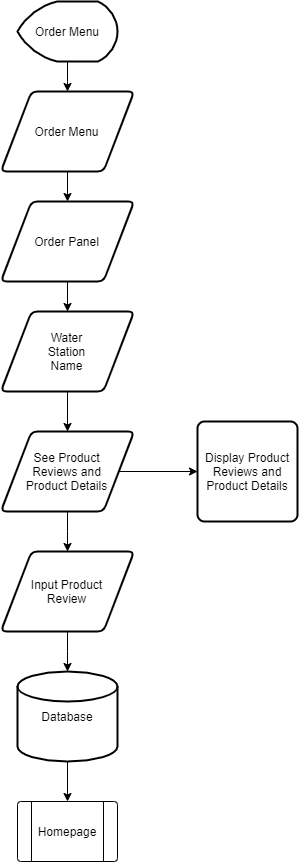 Order Menu
Order Menu
Order Panel
Water
Station
Name
See Product
Reviews and
Product Details
Display Product
Reviews and
Product Details
Input Product
Review
Database
Homepage